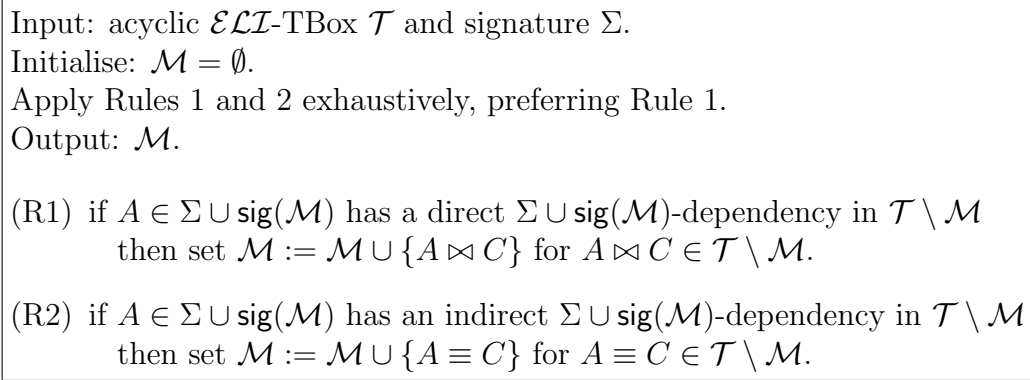 Input: acyclic ℰℒℐ-TBox 𝒯 and signature Σ.
Initialise: ℳ = ∅.
Apply Rules 1 and 2 exhaustively, preferring Rule 1.
Output: ℳ.
(R1) if A ∈ Σ ∪ sig(ℳ) has a direct Σ ∪ sig(ℳ)-dependency in 𝒯 \ ℳ
then set ℳ := ℳ ∪ {A ⋈ C} for A ⋈ C ∈ 𝒯 \ ℳ.
(R2) if A ∈ Σ ∪ sig(ℳ) has an indirect Σ ∪ sig(ℳ)-dependency in 𝒯 \ ℳ
then set ℳ := ℳ ∪ {A ≡ C} for A ≡ C ∈ 𝒯 \ ℳ.